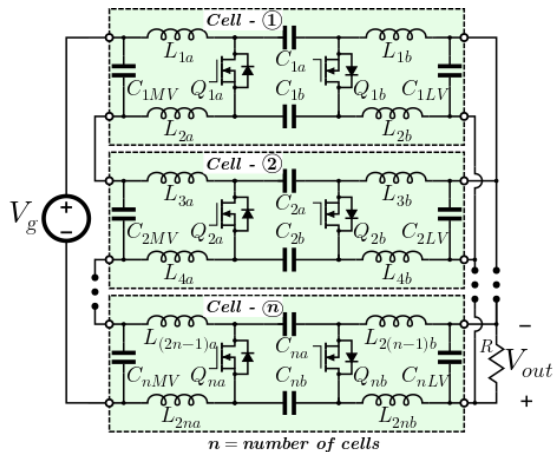 Cell - ①
L1a
C1a
L1b
C1MV
Q1a
C1b
Q1b
C1LV
L2a
L2b
Cell - ②
L3a
C2a
L3b
Vg
+
−
C2MV
Q2a
C2b
Q2b
C2LV
L4a
L4b
Cell - ⓝ
L(2n−1)a
Cna
L2(n−1)b
−
R
Vout
+
CnMV
Qna
Cnb
Qnb
CnLV
L2na
L2nb
n = number of cells